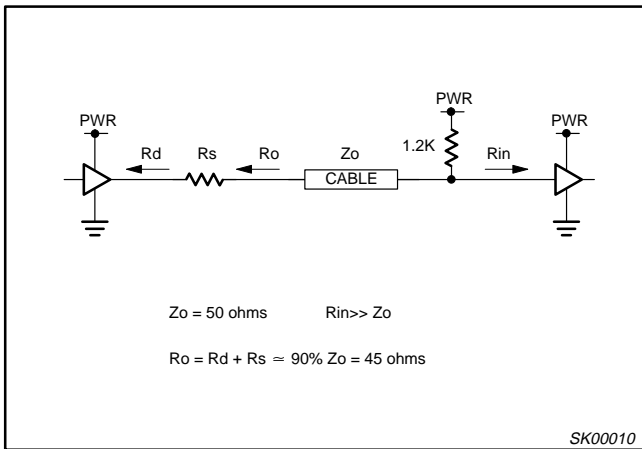 PWR
PWR
PWR
Rd
Rs
Ro
Zo
1.2K
Rin
CABLE
Zo = 50 ohms Rin>> Zo
Ro = Rd + Rs ≃ 90% Zo = 45 ohms
SK00010